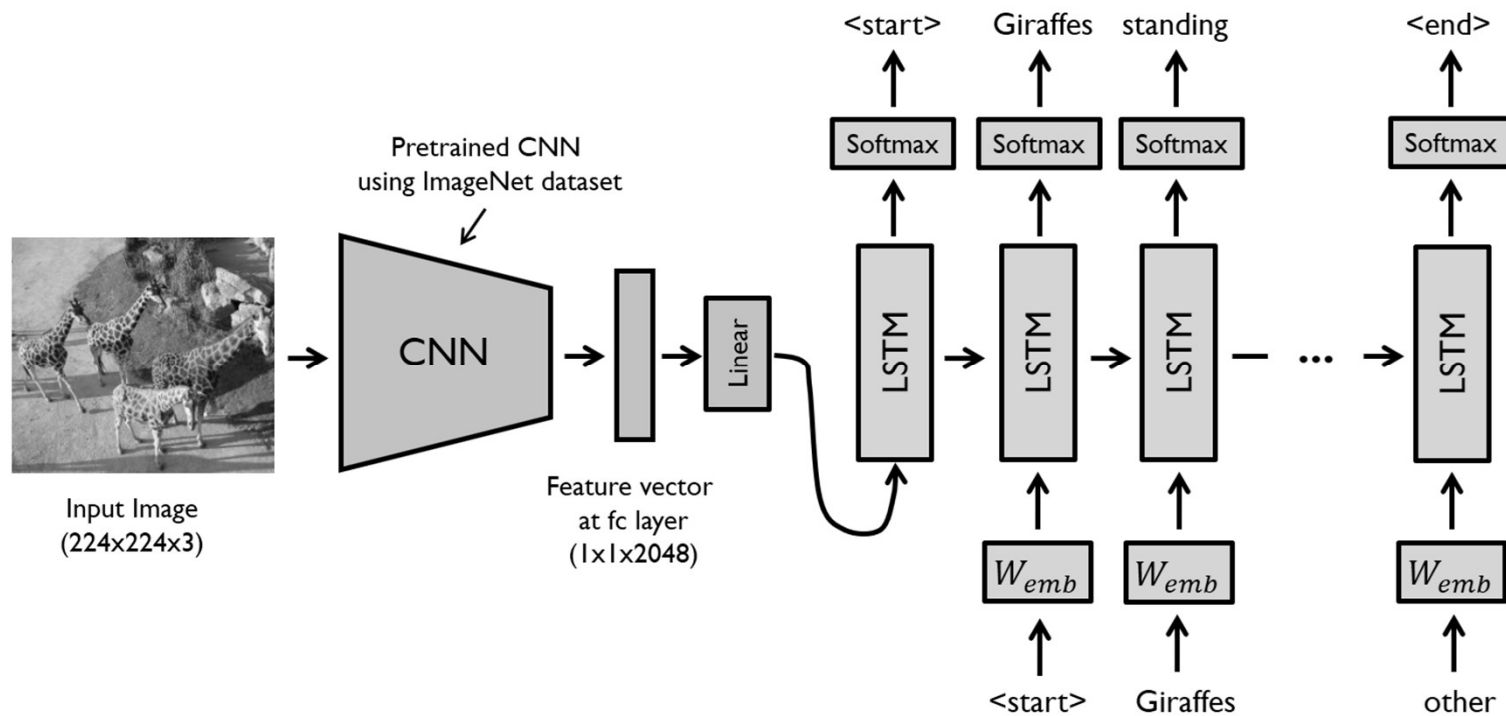 <start> Giraffes standing <end>
Softmax Softmax Softmax Softmax
Pretrained CNN
using ImageNet dataset
CNN
Linear
LSTM LSTM LSTM ... LSTM
Input Image
(224x224x3)
Feature vector
at fc layer
(1x1x2048)
W_emb W_emb W_emb
<start> Giraffes other